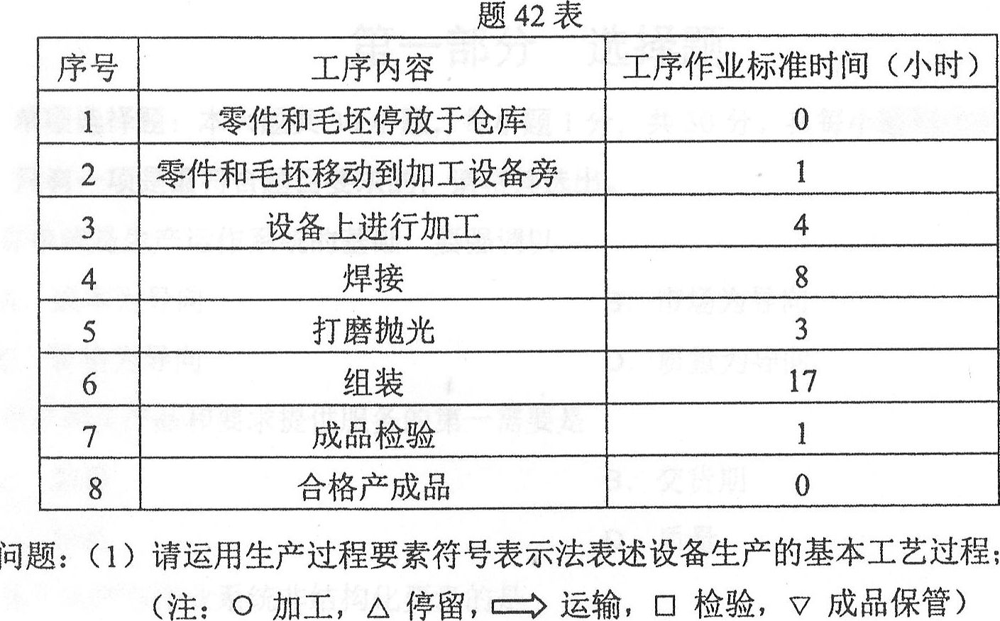 题 42 表
序号 工序内容 工序作业标准时间（小时）
1 零件和毛坯停放于仓库 0
2 零件和毛坯移动到加工设备旁 1
3 设备上进行加工 4
4 焊接 8
5 打磨抛光 3
6 组装 17
7 成品检验 1
8 合格产成品 0
问题：（1）请运用生产过程要素符号表示法表述设备生产的基本工艺过程；
（注：○ 加工，△ 停留，⇨ 运输，□ 检验，▽ 成品保管）